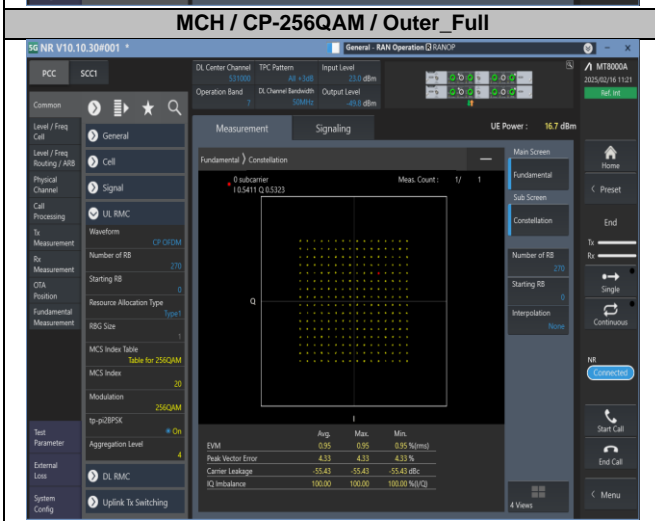 MCH / CP-256QAM / Outer_Full
5G NR V10.10.30#001 *
General - RAN Operation RANOP
PCC
SCC1
DL Center Channel
TPC Pattern
Input Level
531000
All +3dB
23.0 dBm
Operation Band
DL Channel Bandwidth
Output Level
7
50MHz
-49.8 dBm
MT8000A
2025/02/16 11:21
Ref. Int
Common
Measurement
Signaling
UE Power : 16.7 dBm
Level / Freq
Cell
Level / Freq
Routing / ARB
Physical
Channel
Call
Processing
Tx
Measurement
Rx
Measurement
OTA
Position
Fundamental
Measurement
Test
Parameter
External
Loss
System
Config
General
Cell
Signal
UL RMC
Waveform
CP OFDM
Number of RB
270
Starting RB
0
Resource Allocation Type
Type1
RBG Size
1
MCS Index Table
Table for 256QAM
MCS Index
20
Modulation
256QAM
tp-pi2BPSK
On
Aggregation Level
4
DL RMC
Uplink Tx Switching
Fundamental ⟩ Constellation
0 subcarrier
I 0.5411 Q 0.5323
Meas. Count : 1/ 1
Q
I
Avg. Max. Min.
EVM 0.95 0.95 0.95 %(rms)
Peak Vector Error 4.33 4.33 4.33 %
Carrier Leakage -55.43 -55.43 -55.43 dBc
IQ Imbalance 100.00 100.00 100.00 %(I/Q)
Main Screen
Fundamental
Sub Screen
Constellation
Number of RB
270
Starting RB
0
Interpolation
None
4 Views
Home
Preset
End
Tx
Rx
Single
Continuous
NR
Connected
Start Call
End Call
Menu